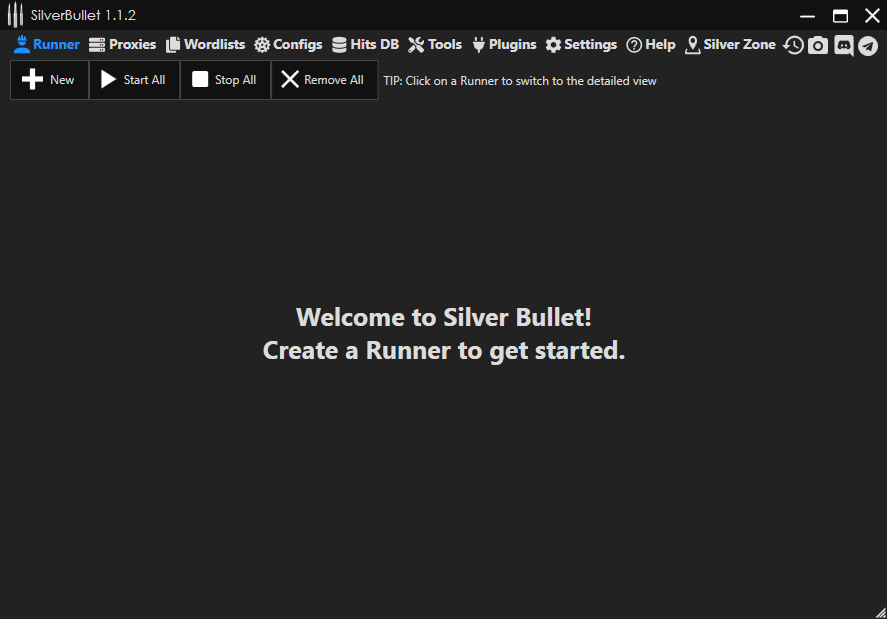 SilverBullet 1.1.2
Runner Proxies Wordlists Configs Hits DB Tools Plugins Settings Help Silver Zone
New Start All Stop All Remove All TIP: Click on a Runner to switch to the detailed view
Welcome to Silver Bullet!
Create a Runner to get started.